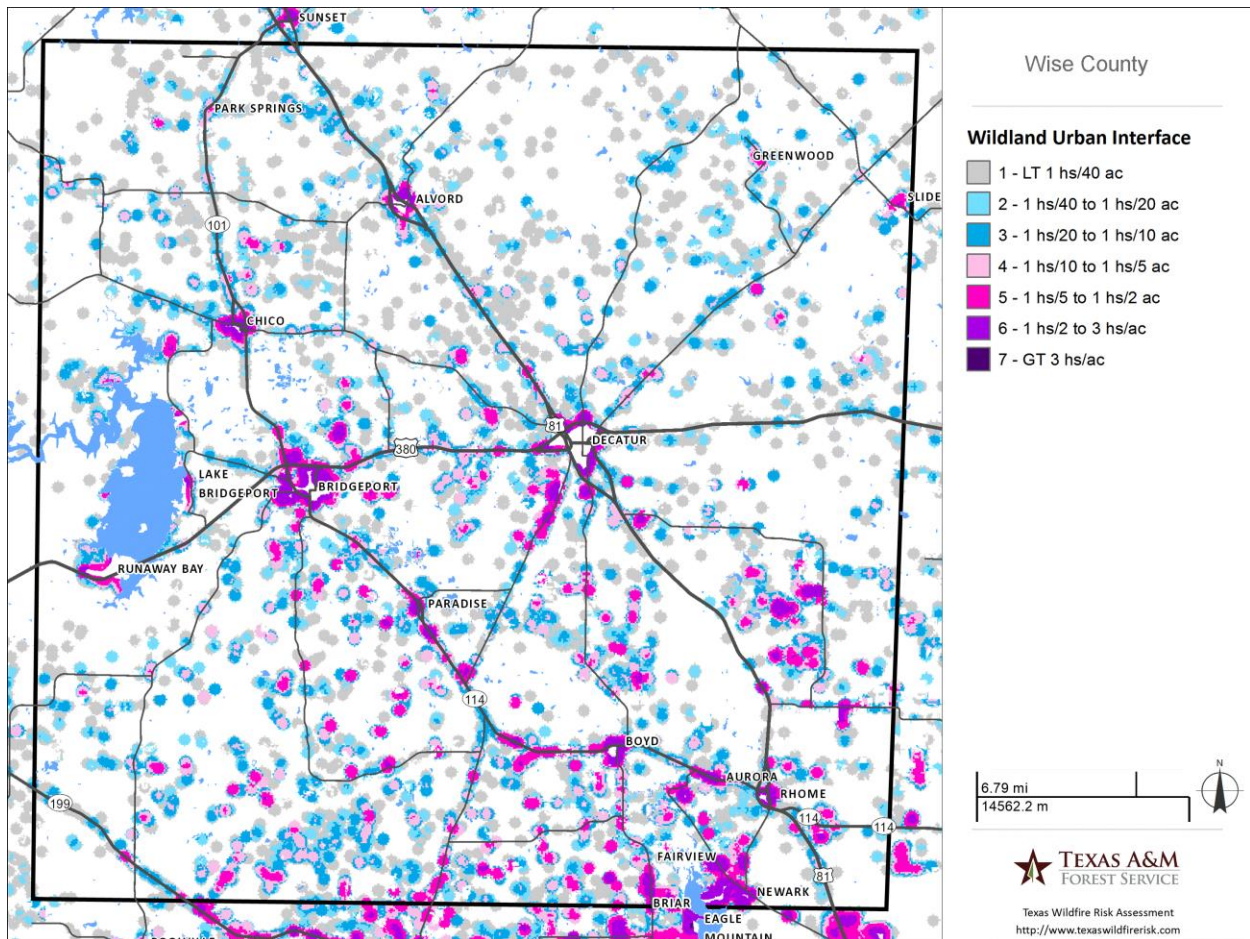 SUNSET
PARK SPRINGS
GREENWOOD
ALVORD
SLIDE
101
CHICO
81
DECATUR
380
LAKE
BRIDGEPORT
BRIDGEPORT
RUNAWAY BAY
PARADISE
114
BOYD
AURORA
RHOME
199
114
114
FAIRVIEW
81
NEWARK
BRIAR
EAGLE
MOUNTAIN
Wise County
Wildland Urban Interface
1 - LT 1 hs/40 ac
2 - 1 hs/40 to 1 hs/20 ac
3 - 1 hs/20 to 1 hs/10 ac
4 - 1 hs/10 to 1 hs/5 ac
5 - 1 hs/5 to 1 hs/2 ac
6 - 1 hs/2 to 3 hs/ac
7 - GT 3 hs/ac
N
6.79 mi
14562.2 m
TEXAS A&M
FOREST SERVICE
Texas Wildfire Risk Assessment
http://www.texaswildfirerisk.com